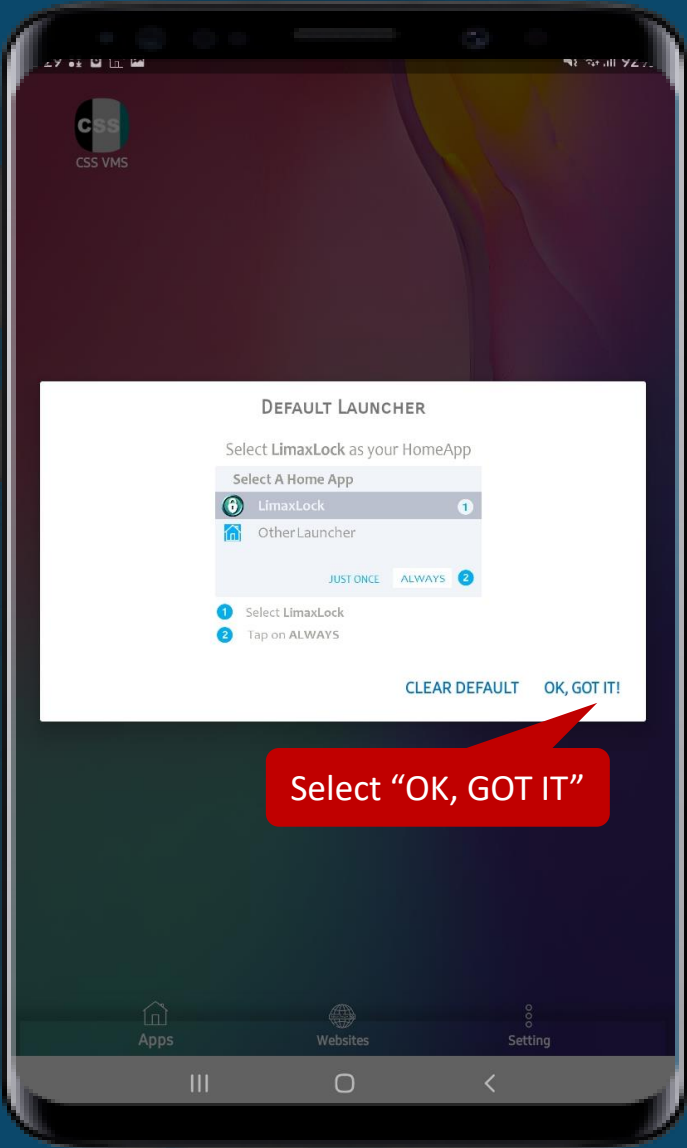 CSS
CSS VMS
DEFAULT LAUNCHER
Select LimaxLock as your HomeApp
Select A Home App
LimaxLock 1
Other Launcher
JUST ONCE ALWAYS 2
1 Select LimaxLock
2 Tap on ALWAYS
CLEAR DEFAULT OK, GOT IT!
Select “OK, GOT IT”
Apps Websites Setting